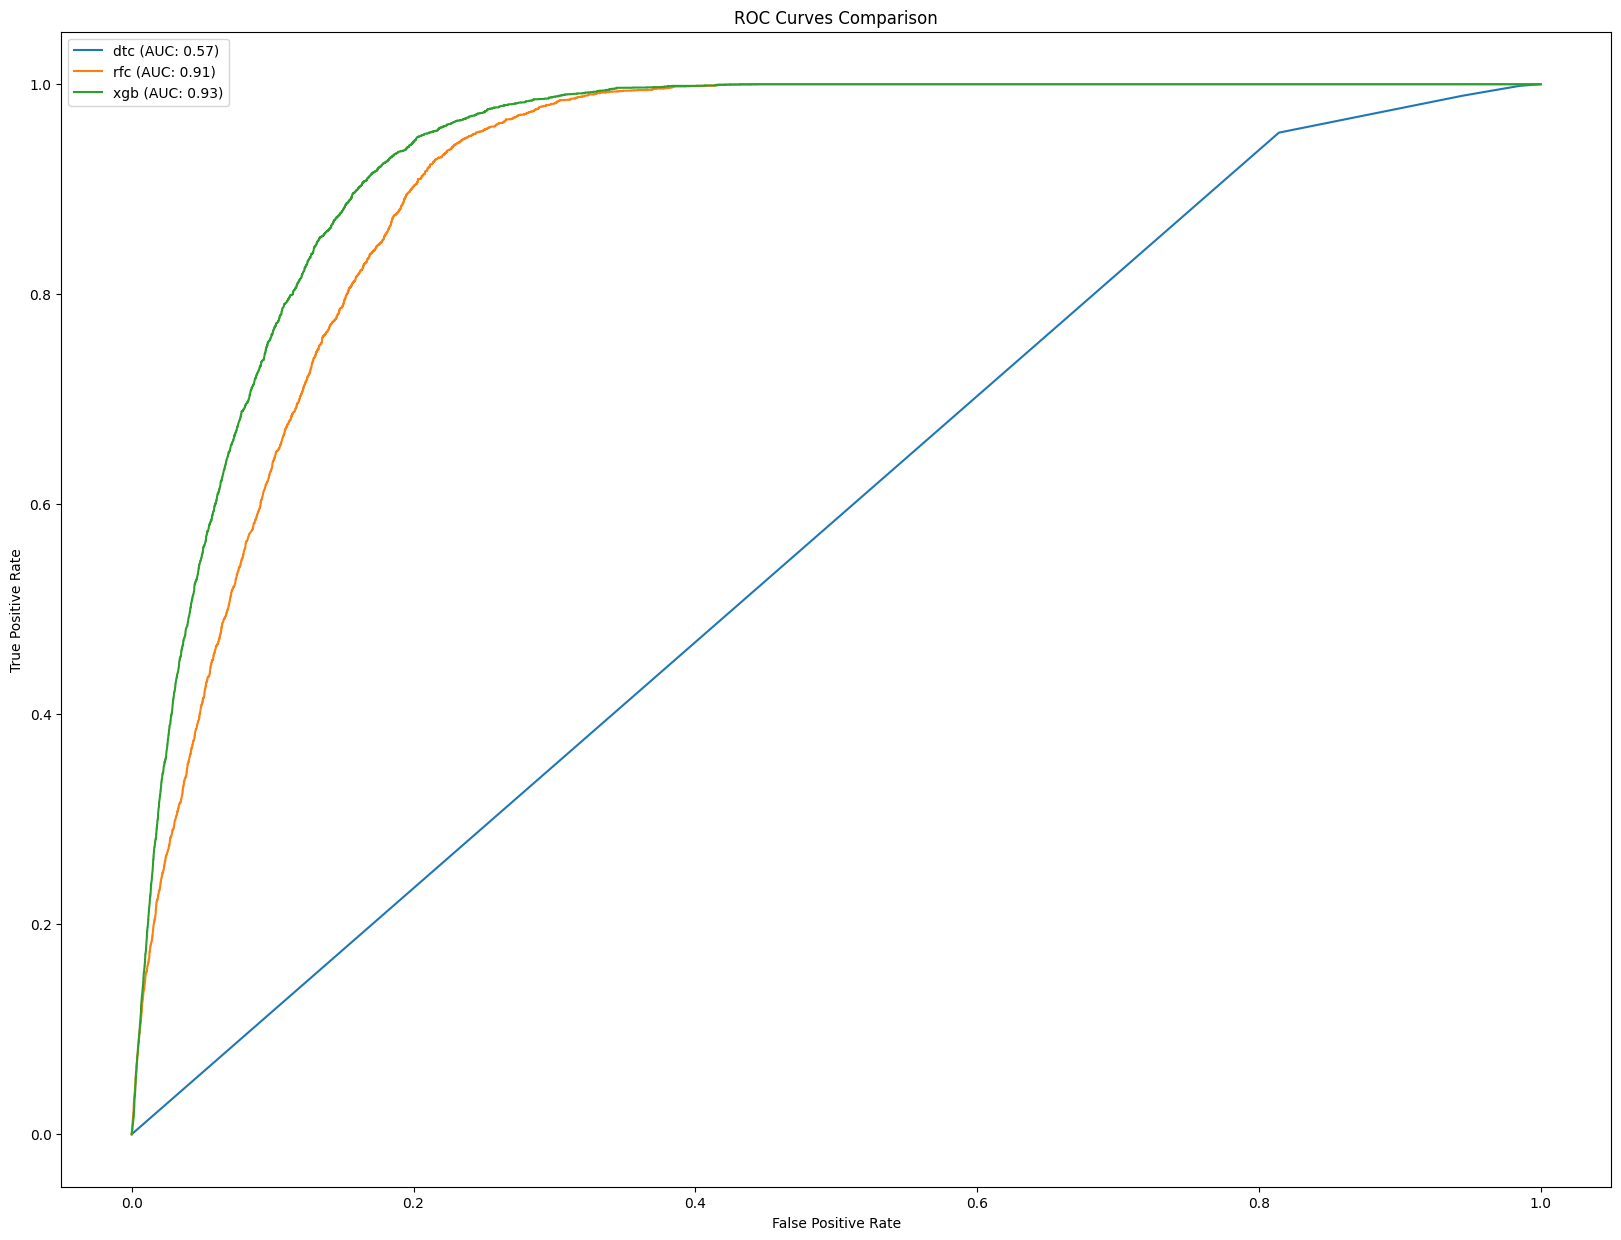 ROC Curves Comparison
dtc (AUC: 0.57)
rfc (AUC: 0.91)
xgb (AUC: 0.93)
1.0
0.8
0.6
0.4
0.2
0.0
True Positive Rate
0.0 0.2 0.4 0.6 0.8 1.0
False Positive Rate